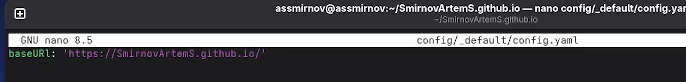 assmirnov@assmirnov:~/SmirnovArtemS.github.io — nano config/_default/config.yam
~/SmirnovArtemS.github.io
GNU nano 8.5 config/_default/config.yaml
baseURl: 'https://SmirnovArtemS.github.io/'